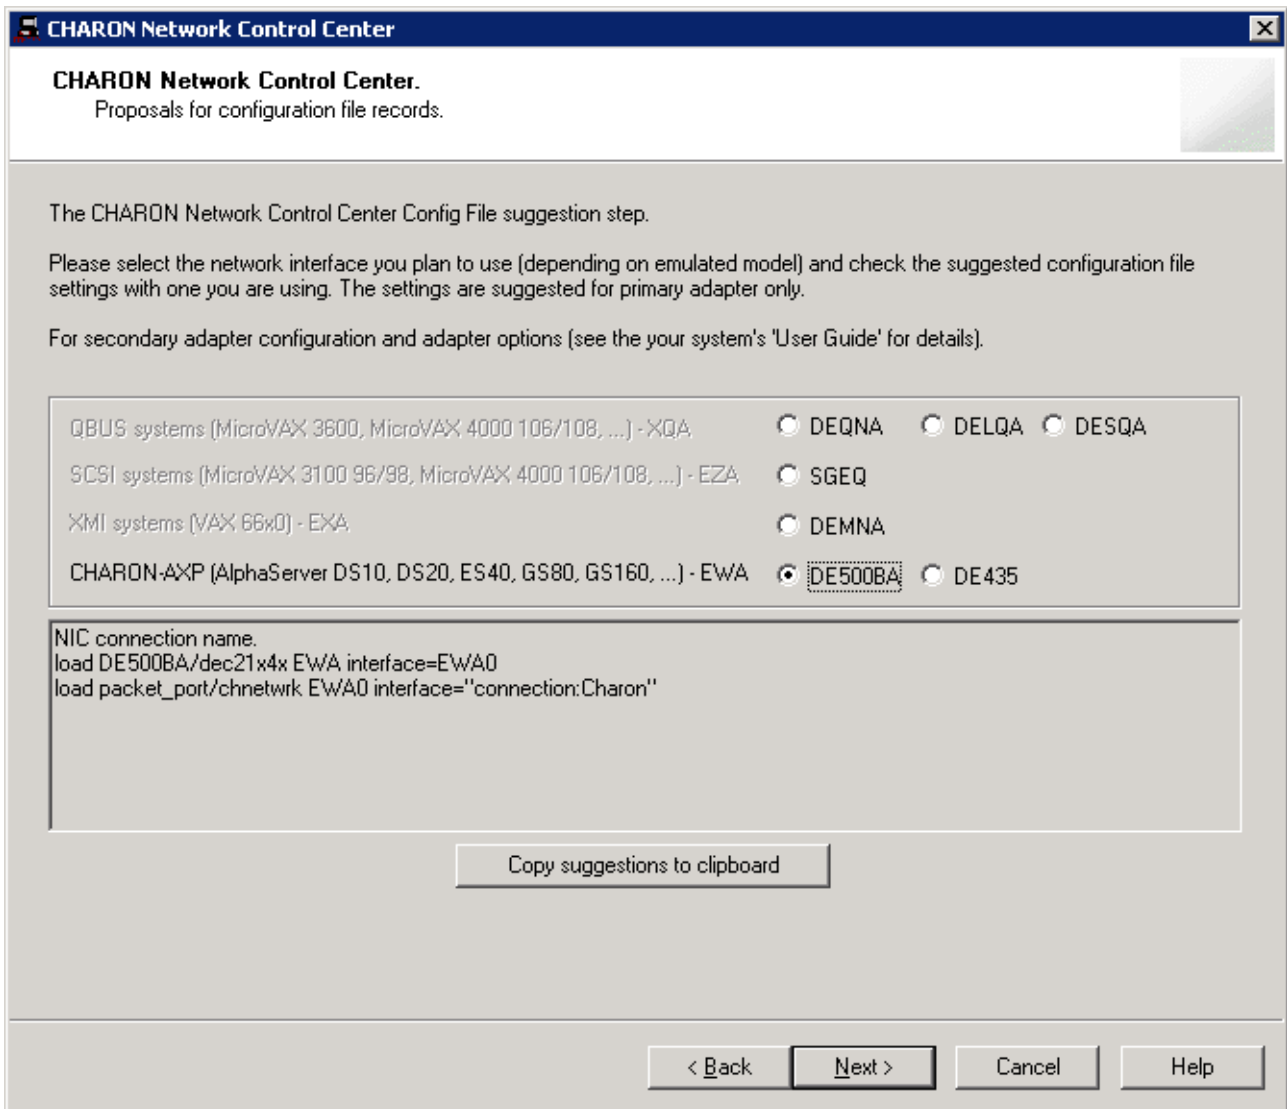 CHARON Network Control Center
CHARON Network Control Center.
Proposals for configuration file records.
The CHARON Network Control Center Config File suggestion step.
Please select the network interface you plan to use (depending on emulated model) and check the suggested configuration file
settings with one you are using. The settings are suggested for primary adapter only.
For secondary adapter configuration and adapter options (see the your system's 'User Guide' for details).
QBUS systems (MicroVAX 3600, MicroVAX 4000 106/108, ...) - XQA DEQNA DELQA DESQA
SCSI systems (MicroVAX 3100 96/98, MicroVAX 4000 106/108, ...) - EZA SGEQ
XMI systems (VAX 66x0) - EXA DEMNA
CHARON-AXP (AlphaServer DS10, DS20, ES40, GS80, GS160, ...) - EWA DE500BA DE435
NIC connection name.
load DE500BA/dec21x4x EWA interface=EWA0
load packet_port/chnetwrk EWA0 interface="connection:Charon"
Copy suggestions to clipboard
< Back Next > Cancel Help